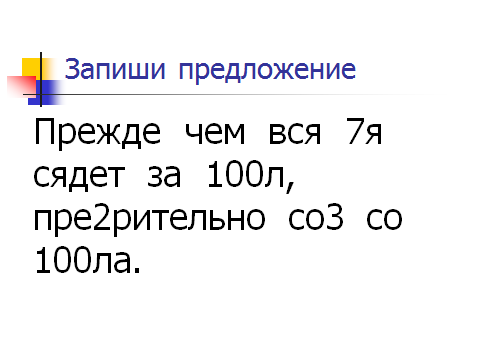 Запиши предложение
Прежде чем вся 7я
сядет за 100л,
пре2рительно со3 со
100ла.